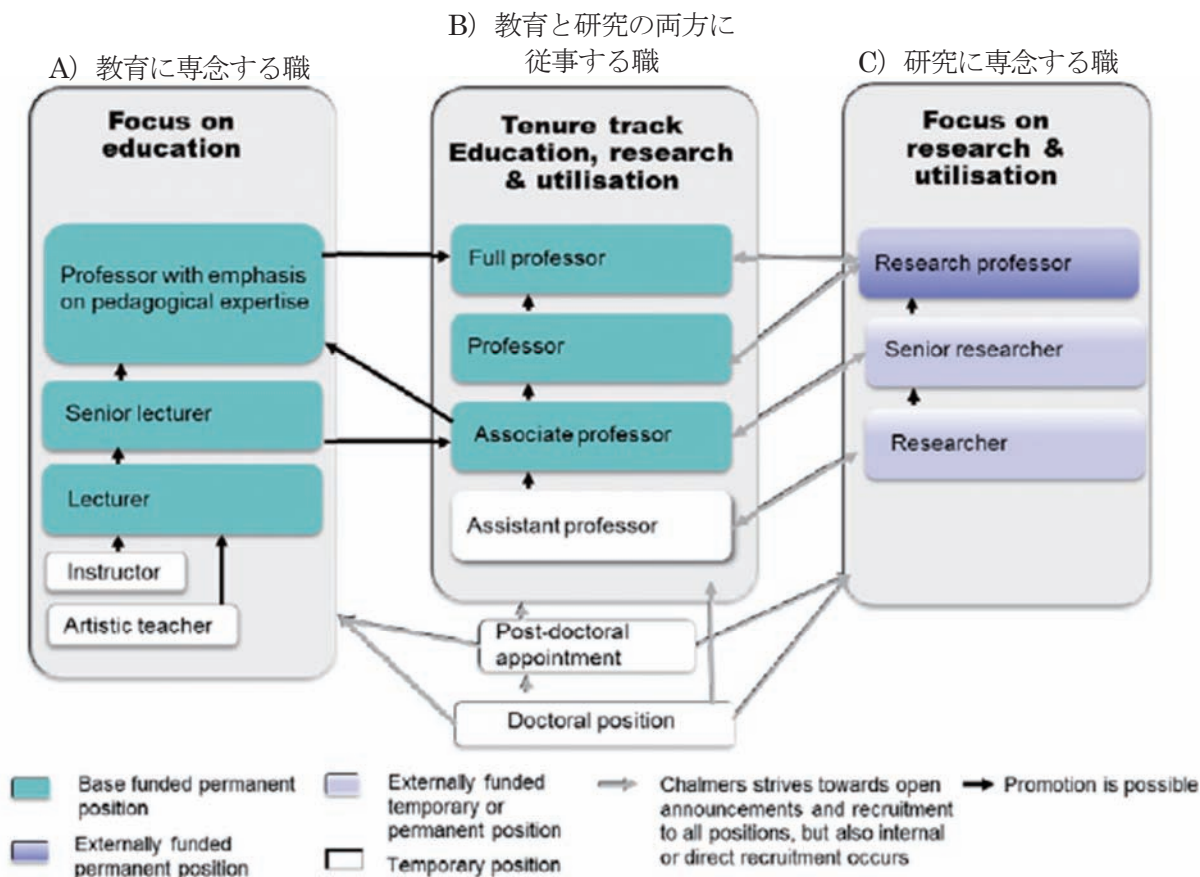 A）教育に専念する職
B）教育と研究の両方に
従事する職
C）研究に専念する職
Focus on
education
Professor with emphasis
on pedagogical expertise
Senior lecturer
Lecturer
Instructor
Artistic teacher
Tenure track
Education, research
& utilisation
Full professor
Professor
Associate professor
Assistant professor
Post-doctoral
appointment
Doctoral position
Focus on
research &
utilisation
Research professor
Senior researcher
Researcher
Base funded permanent
position
Externally funded
permanent position
Externally funded
temporary or
permanent position
Temporary position
Chalmers strives towards open
announcements and recruitment
to all positions, but also internal
or direct recruitment occurs
Promotion is possible